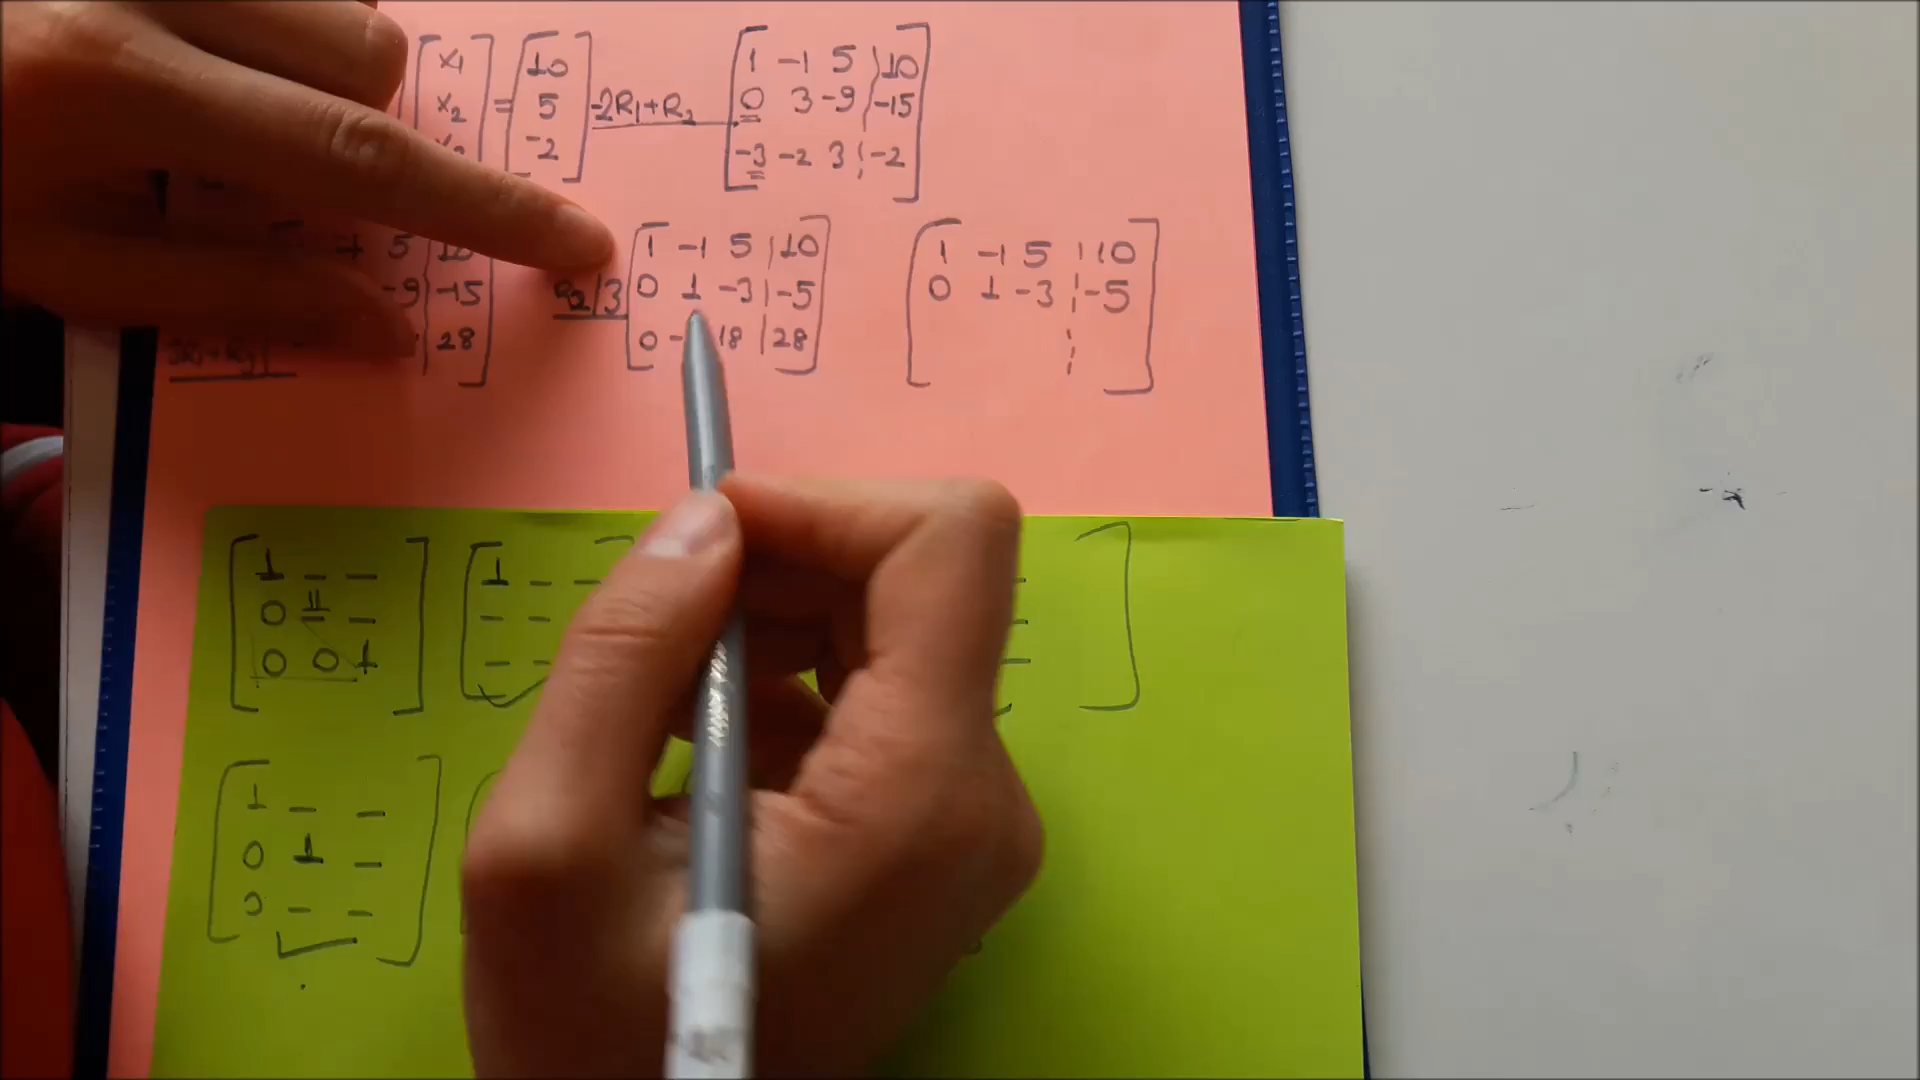 x₁ 10 1 -1 5 | 10
x₂ = 5 -2R₁+R₂ 0 3 -9 | -15
-2 -3 -2 3 | -2
5 | 10 1 -1 5 | 10 1 -1 5 | 10
-9 | -15 R₂/3 0 1 -3 | -5 0 1 -3 | -5
28 0 - 18 | 28
1 _ _ 1 _ _
0 1 _ _ _
0 0 1 _ _
1 _ _
0 1 _
0 _ _